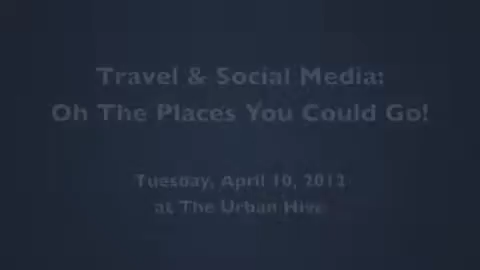 Travel & Social Media:
Oh The Places You Could Go!
Tuesday, April 10, 2012
at The Urban Hive